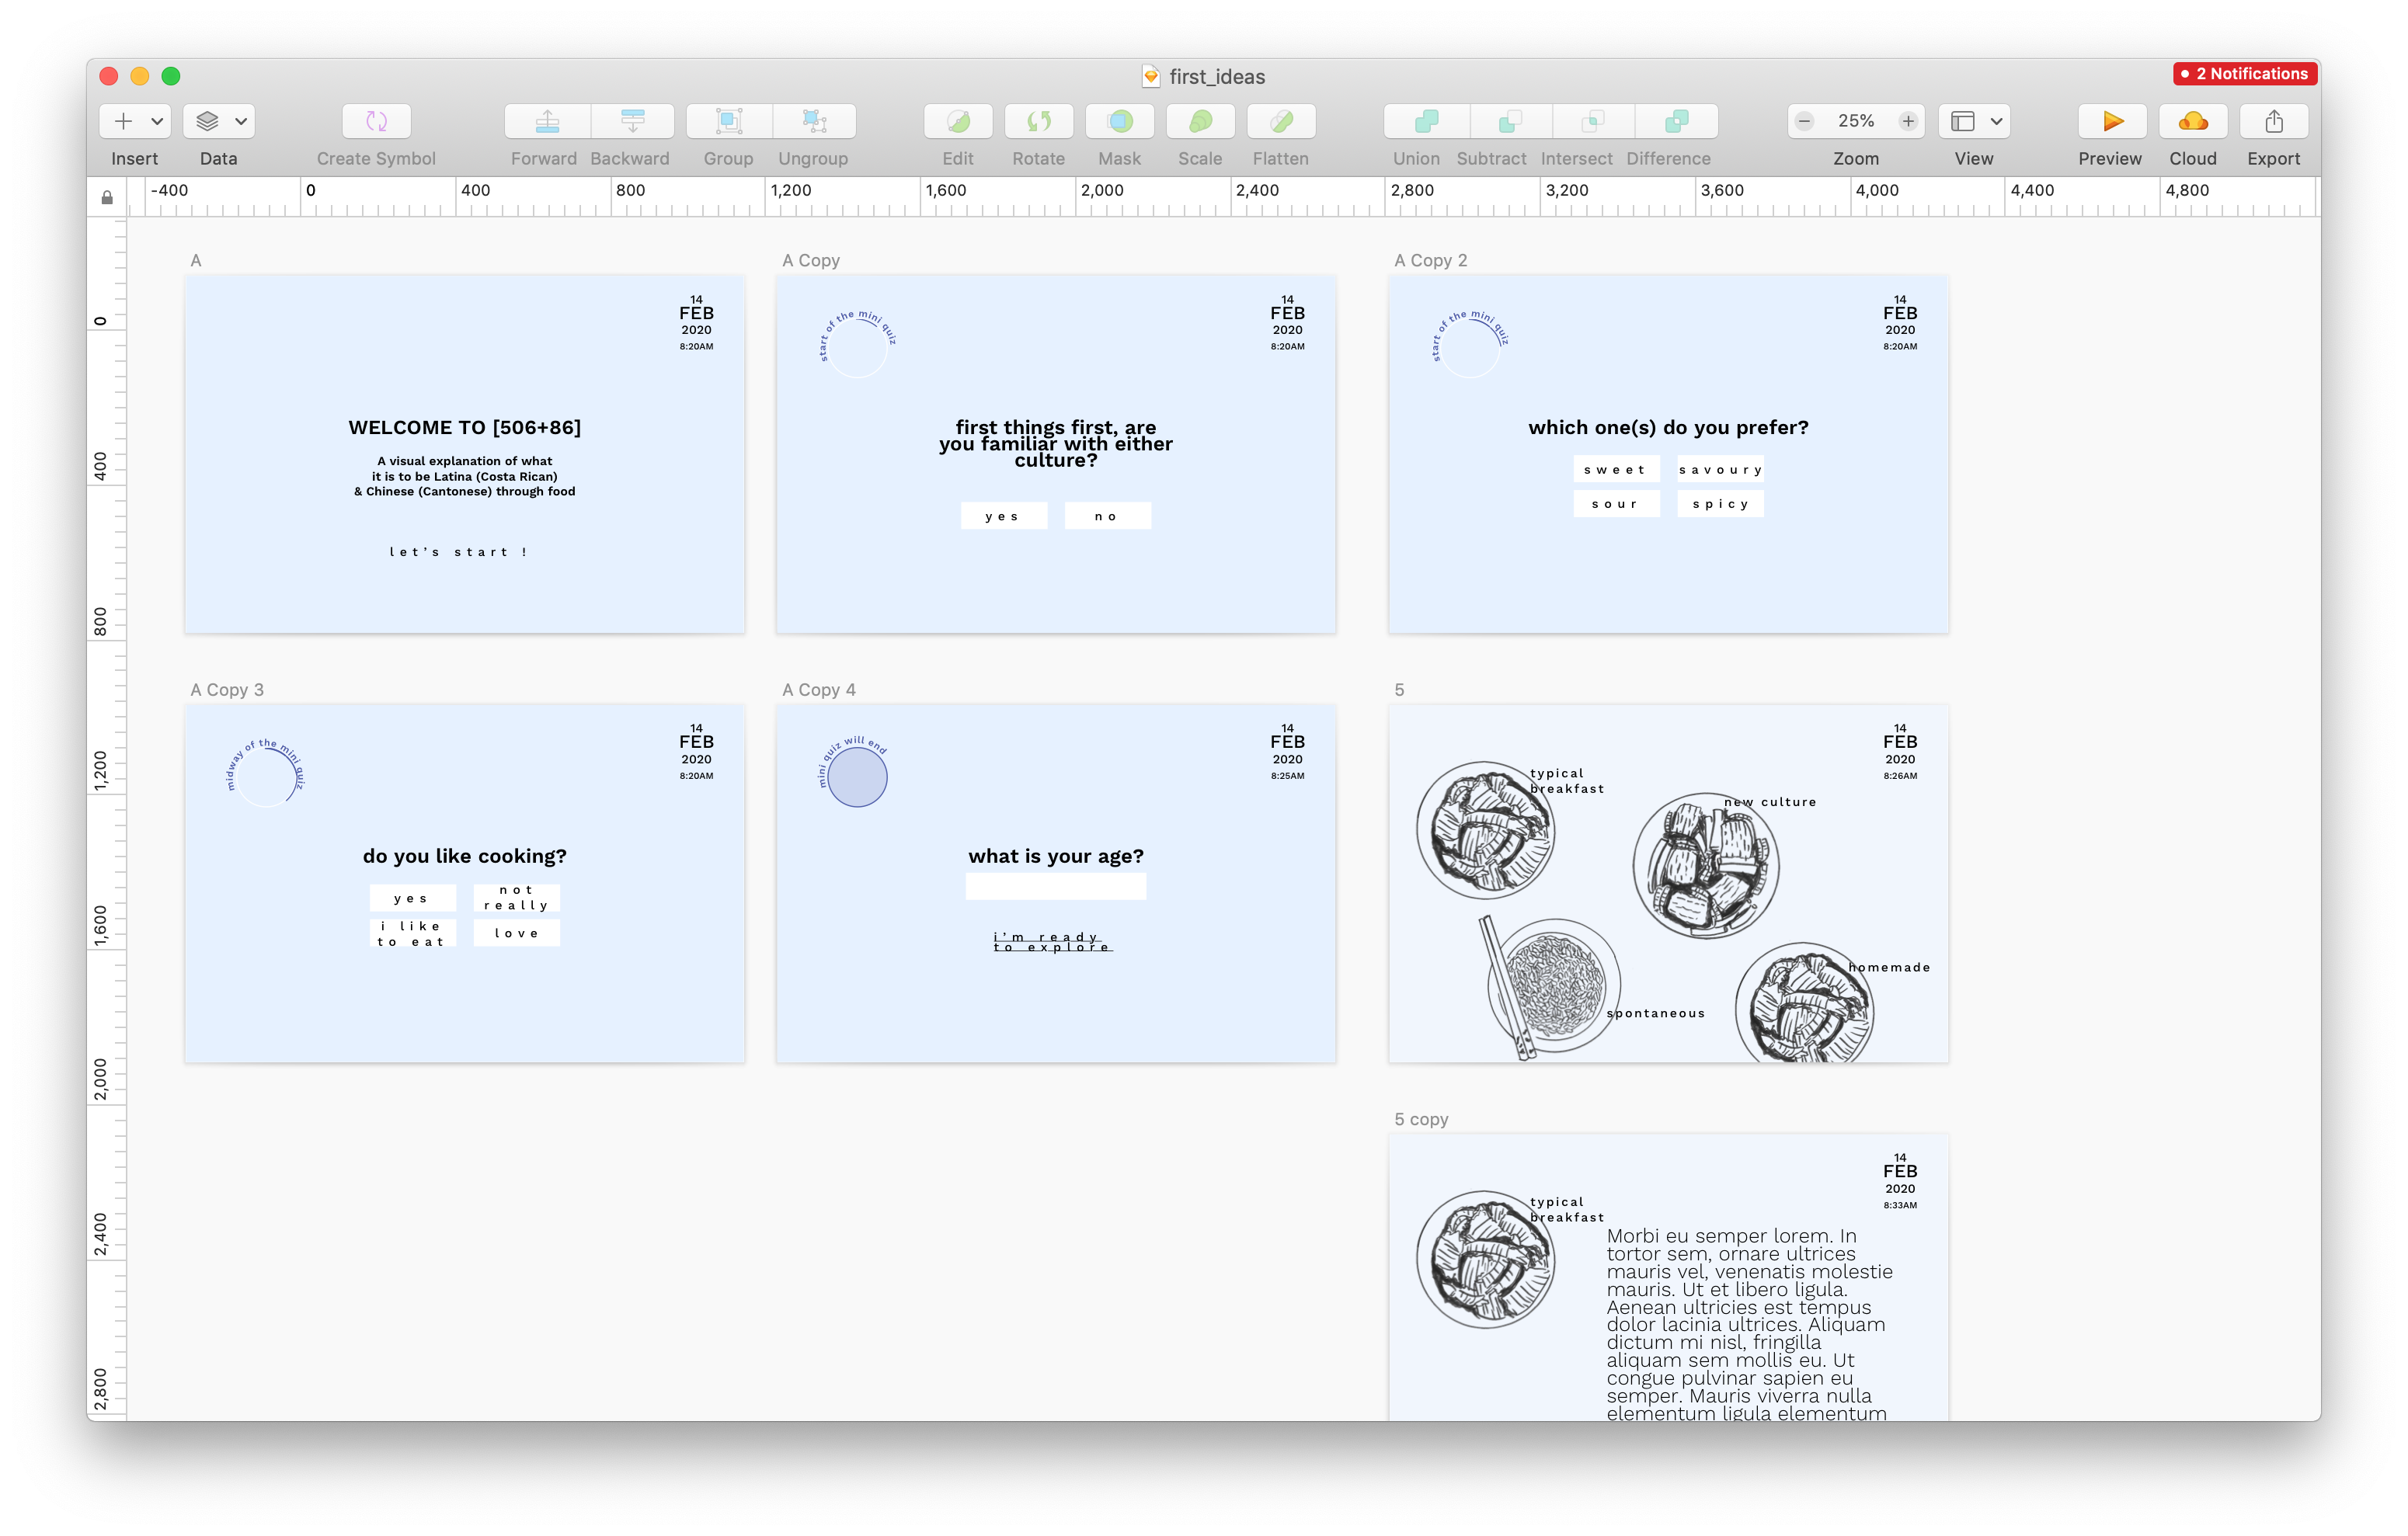 first_ideas
2 Notifications
25%
Insert
Data
Create Symbol
Forward
Backward
Group
Ungroup
Edit
Rotate
Mask
Scale
Flatten
Union
Subtract
Intersect
Difference
Zoom
View
Preview
Cloud
Export
-400
0
400
800
1,200
1,600
2,000
2,400
2,800
3,200
3,600
4,000
4,400
4,800
0
400
800
1,200
1,600
2,000
2,400
2,800
A
14
FEB
2020
8:20AM
WELCOME TO [506+86]
A visual explanation of what
it is to be Latina (Costa Rican)
& Chinese (Cantonese) through food
let's start !
A Copy
start of the mini quiz
14
FEB
2020
8:20AM
first things first, are
you familiar with either
culture?
yes
no
A Copy 2
start of the mini quiz
14
FEB
2020
8:20AM
which one(s) do you prefer?
sweet
savoury
sour
spicy
A Copy 3
midway of the mini quiz
14
FEB
2020
8:20AM
do you like cooking?
yes
not
really
i like
to eat
love
A Copy 4
mini quiz will end
14
FEB
2020
8:25AM
what is your age?
i'm ready
to explore
5
14
FEB
2020
8:26AM
typical
breakfast
new culture
homemade
spontaneous
5 copy
14
FEB
2020
8:33AM
typical
breakfast
Morbi eu semper lorem. In
tortor sem, ornare ultrices
mauris vel, venenatis molestie
mauris. Ut et libero ligula.
Aenean ultricies est tempus
dolor lacinia ultrices. Aliquam
dictum mi nisl, fringilla
aliquam sem mollis eu. Ut
congue pulvinar sapien eu
semper. Mauris viverra nulla
elementum ligula elementum